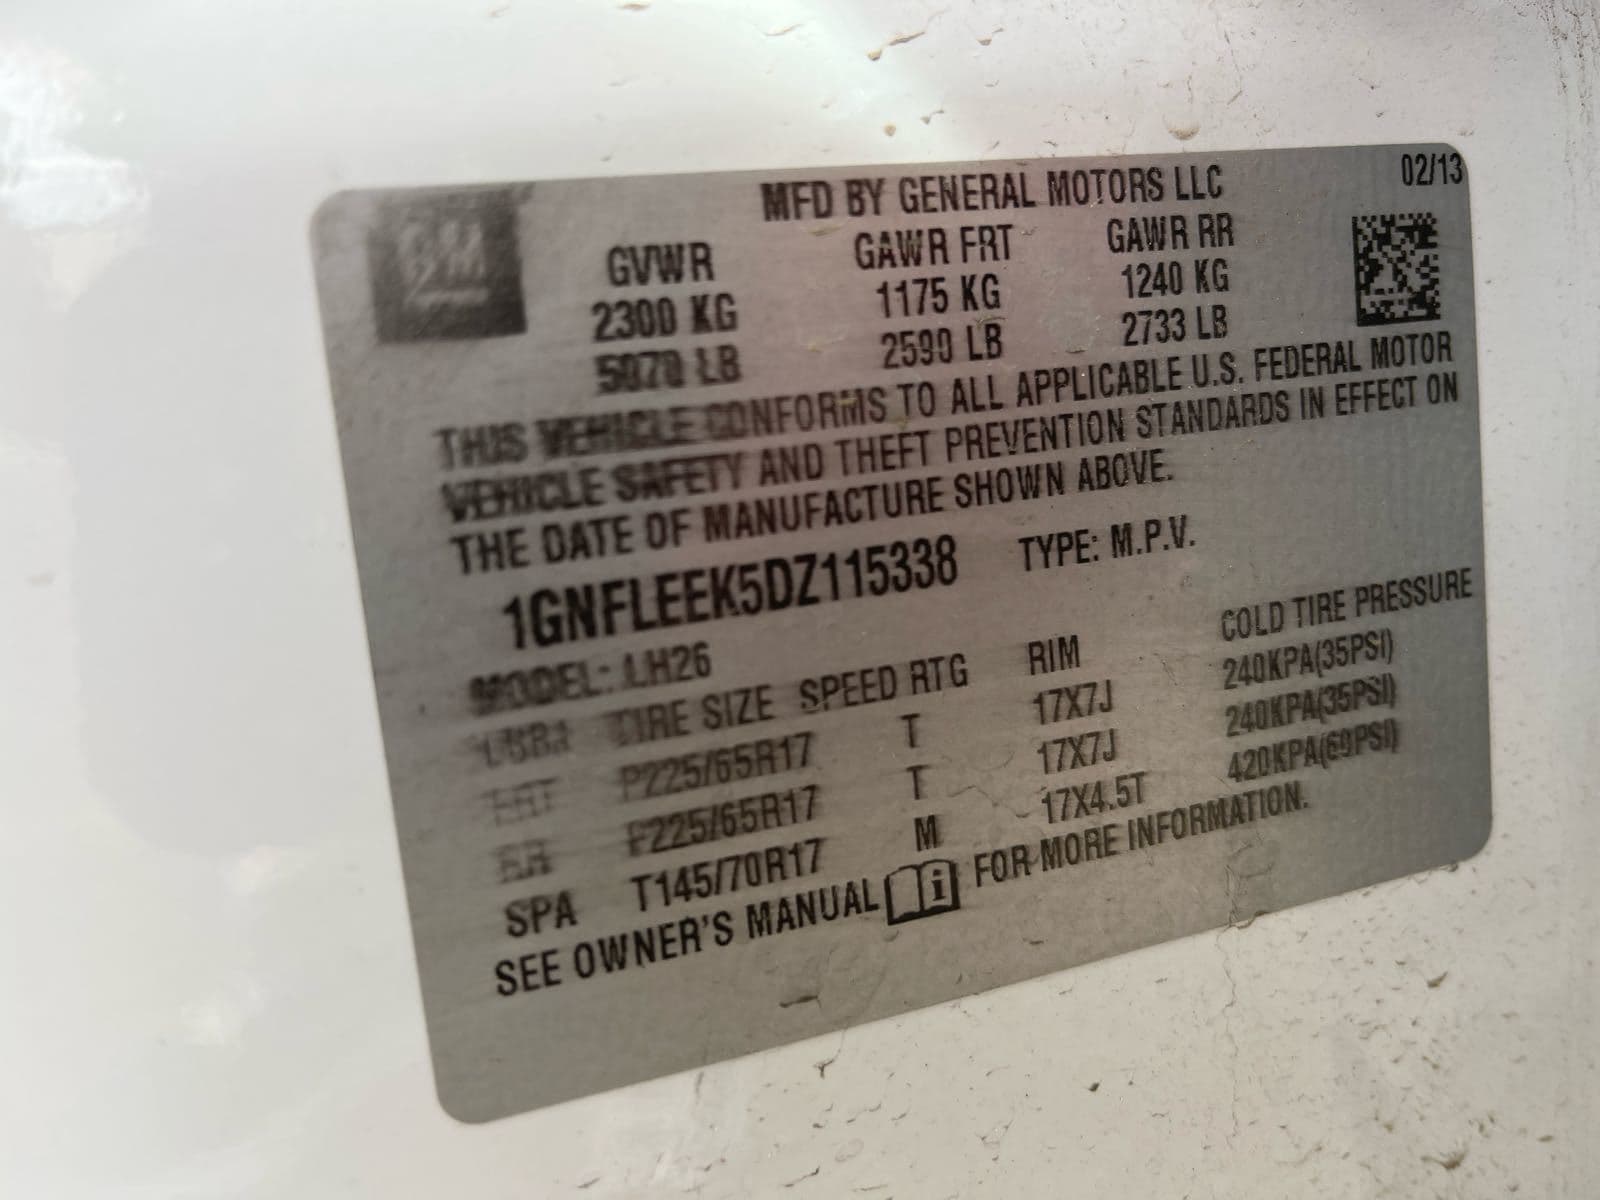 GM
MFD BY GENERAL MOTORS LLC 02/13
GVWR GAWR FRT GAWR RR
2300 KG 1175 KG 1240 KG
5070 LB 2590 LB 2733 LB
THIS VEHICLE CONFORMS TO ALL APPLICABLE U.S. FEDERAL MOTOR
VEHICLE SAFETY AND THEFT PREVENTION STANDARDS IN EFFECT ON
THE DATE OF MANUFACTURE SHOWN ABOVE.
1GNFLEEK5DZ115338 TYPE: M.P.V.
MODEL: LH26
TIRE SIZE SPEED RTG RIM COLD TIRE PRESSURE
FRT P225/65R17 T 17X7J 240KPA(35PSI)
RR P225/65R17 T 17X7J 240KPA(35PSI)
SPA T145/70R17 M 17X4.5T 420KPA(60PSI)
SEE OWNER'S MANUAL FOR MORE INFORMATION.